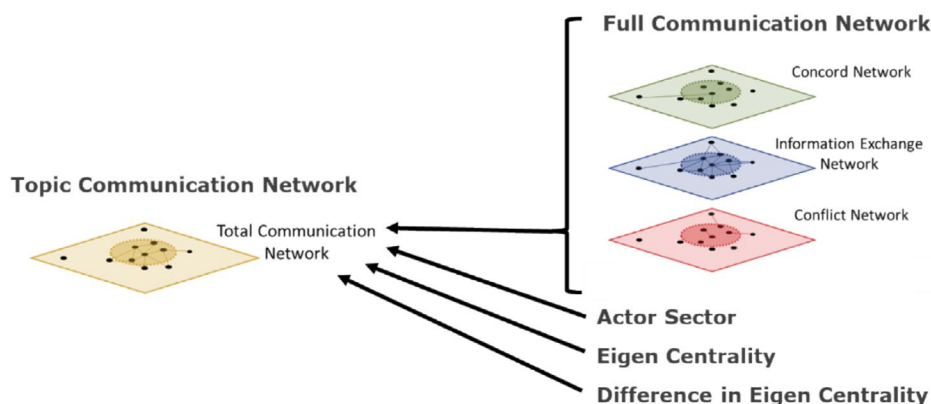 Full Communication Network
Concord Network
Information Exchange
Network
Conflict Network
Topic Communication Network
Total Communication
Network
Actor Sector
Eigen Centrality
Difference in Eigen Centrality